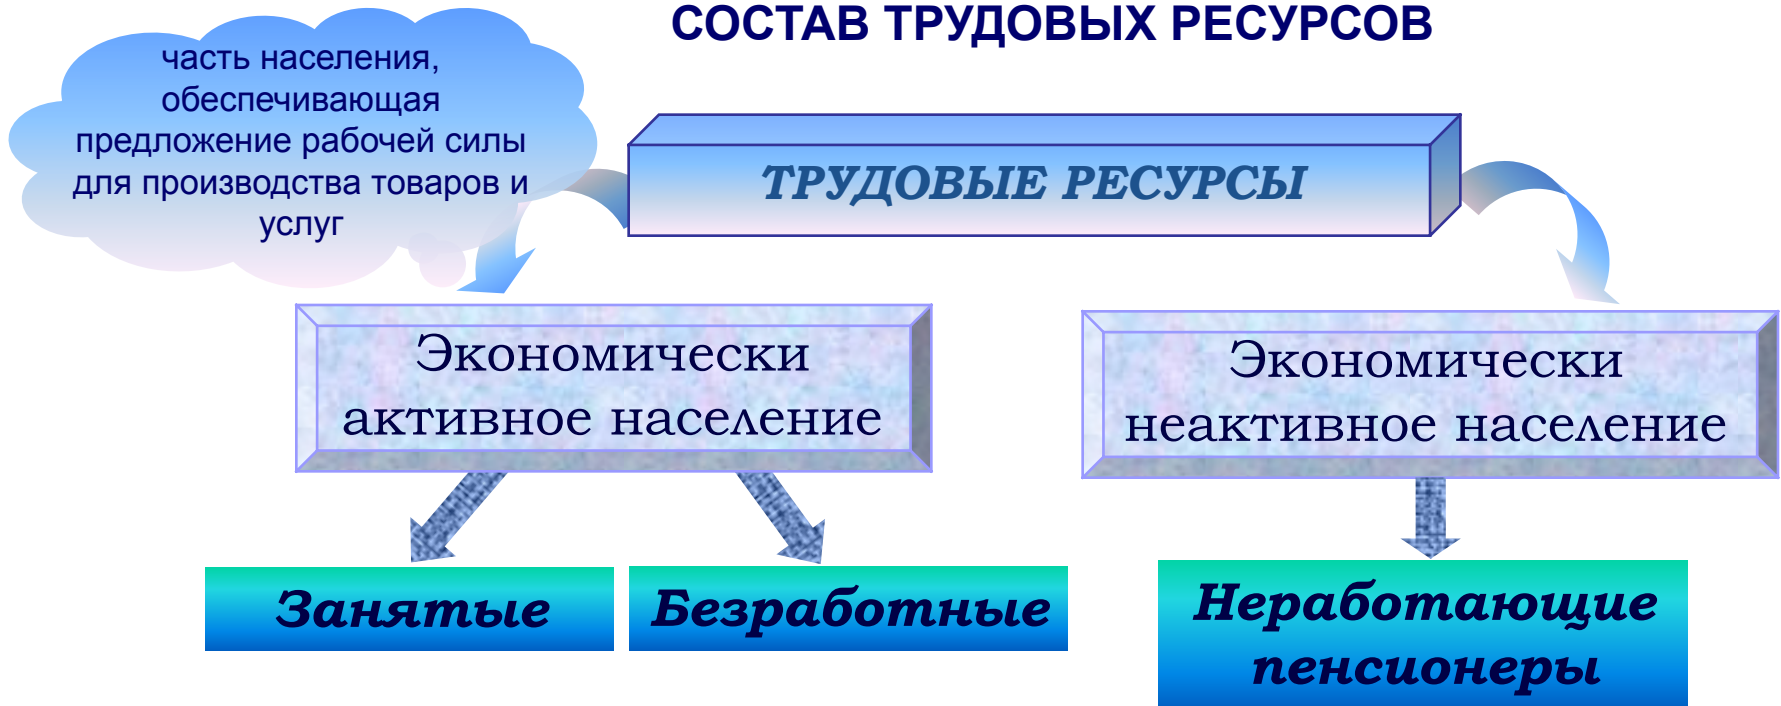 СОСТАВ ТРУДОВЫХ РЕСУРСОВ
часть населения,
обеспечивающая
предложение рабочей силы
для производства товаров и
услуг
ТРУДОВЫЕ РЕСУРСЫ
Экономически
активное население
Экономически
неактивное население
Занятые
Безработные
Неработающие
пенсионеры